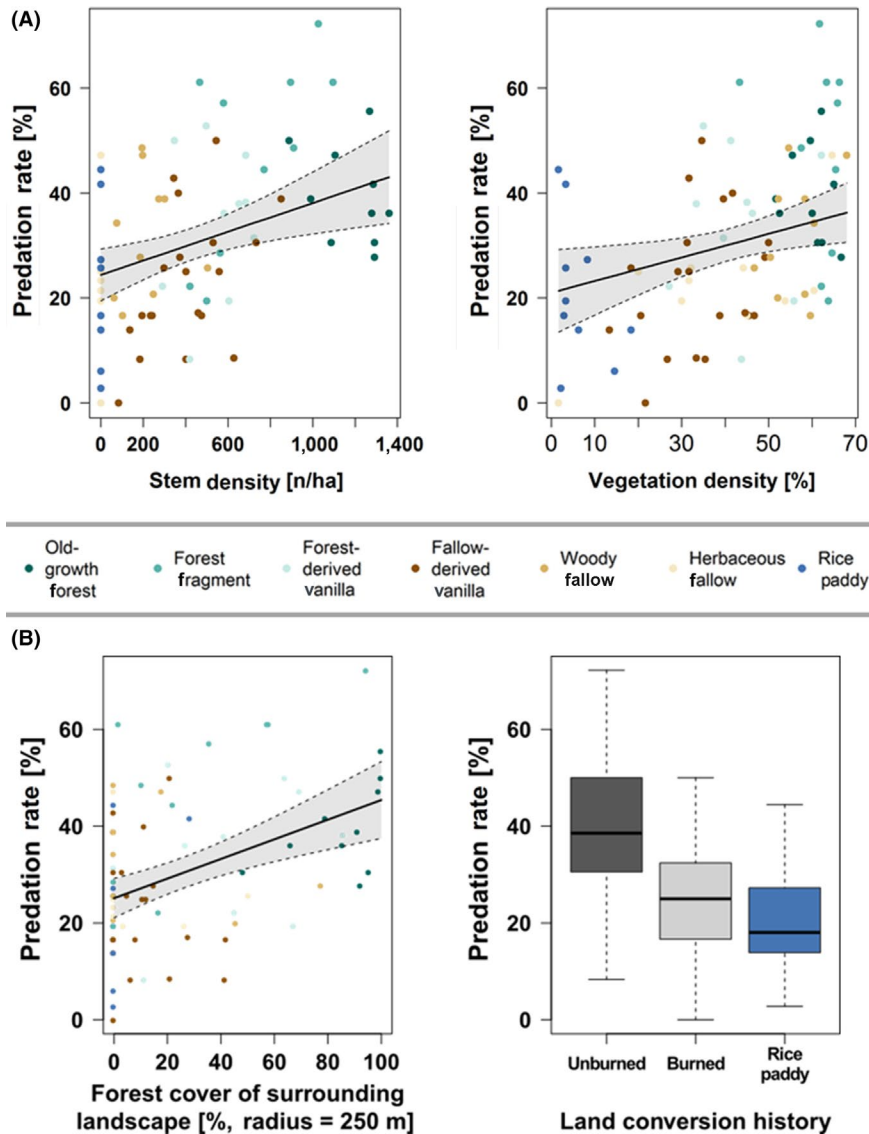 (A)
Predation rate [%]
60
40
20
0
0 200 600 1,000 1,400
Stem density [n/ha]
Predation rate [%]
60
40
20
0
0 10 30 50 70
Vegetation density [%]
Old-
growth
forest
Forest
fragment
Forest-
derived
vanilla
Fallow-
derived
vanilla
Woody
fallow
Herbaceous
fallow
Rice
paddy
(B)
Predation rate [%]
60
40
20
0
0 20 40 60 80 100
Forest cover of surrounding
landscape [%, radius = 250 m]
Predation rate [%]
60
40
20
0
Unburned
Burned
Rice
paddy
Land conversion history